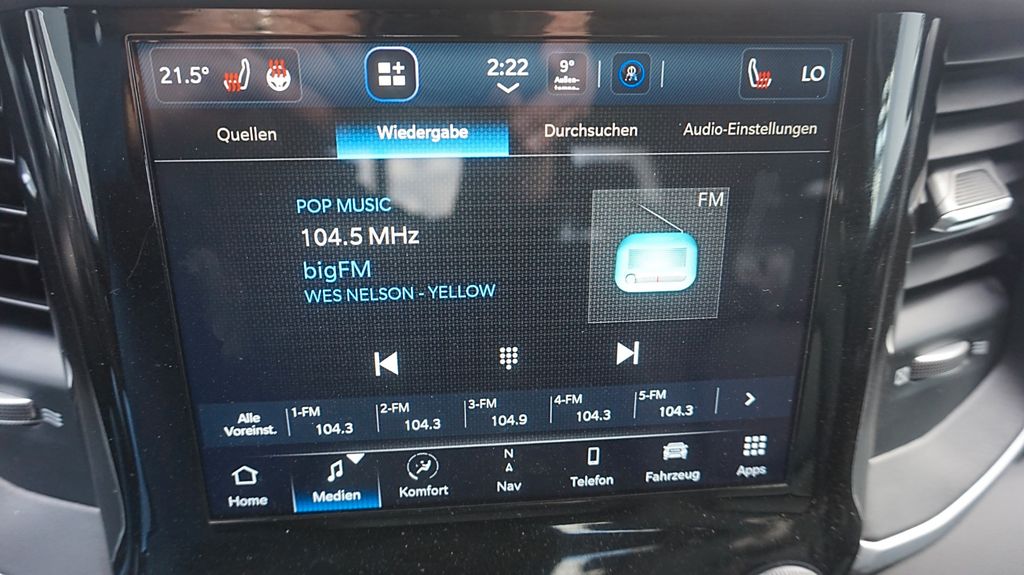 21.5°
2:22
9°
Außen-
LO
Quellen
Wiedergabe
Durchsuchen
Audio-Einstellungen
POP MUSIC
FM
104.5 MHz
bigFM
WES NELSON - YELLOW
Alle
Voreinst.
1-FM
104.3
2-FM
104.3
3-FM
104.9
4-FM
104.3
5-FM
104.3
Home
Medien
Komfort
N
Nav
Telefon
Fahrzeug
Apps